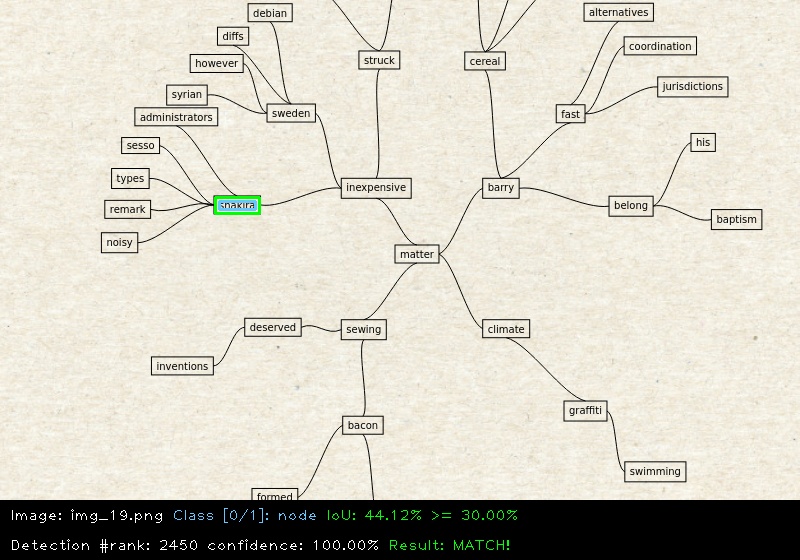 debian
alternatives
diffs
struck
cereal
coordination
however
syrian
jurisdictions
administrators
sweden
fast
sesso
his
types
inexpensive
barry
shakira
remark
belong
baptism
noisy
matter
deserved
sewing
climate
inventions
graffiti
bacon
swimming
formed
Image: img_19.png Class [0/1]: node IoU: 44.12% >= 30.00%
Detection #rank: 2450 confidence: 100.00% Result: MATCH!